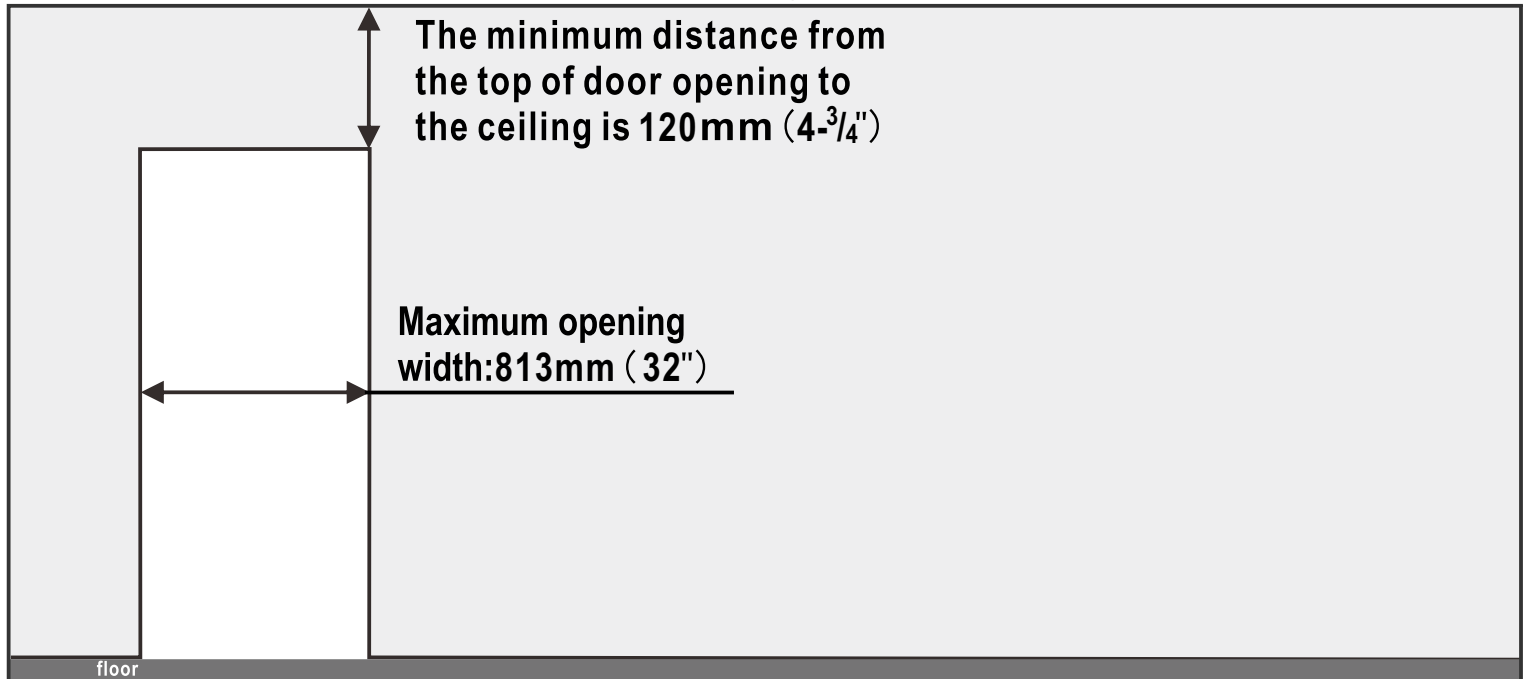 The minimum distance from
the top of door opening to
the ceiling is 120mm（4-3/4"）
Maximum opening
width:813mm（32"）
floor